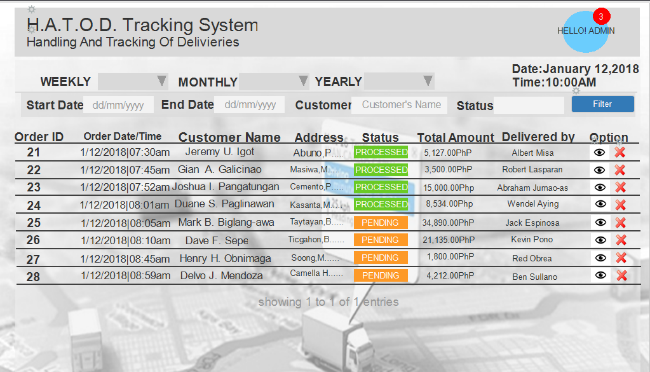 H.A.T.O.D. Tracking System
Handling And Tracking Of Delivieries
3
HELLO! ADMIN
Date:January 12,2018
Time:10:00AM
WEEKLY MONTHLY YEARLY
Start Date dd/mm/yyyy End Date dd/mm/yyyy Customer Customer's Name Status Filter
Order ID Order Date/Time Customer Name Address Status Total Amount Delivered by Option
21 1/12/2018|07:30am Jeremy U. Igot Abuno,P... PROCESSED 5,127.00PhP Albert Misa
22 1/12/2018|07:45am Gian A. Galicinao Masiwa,M... PROCESSED 3,500.00PhP Robert Lasparan
23 1/12/2018|07:52am Joshua I. Pangatungan Cemento,P... PROCESSED 15,000.00Php Abraham Jumao-as
24 1/12/2018|08:01am Duane S. Paglinawan Kasanta,M.... PROCESSED 8,534.00Php Wendel Aying
25 1/12/2018|08:05am Mark B. Biglang-awa Taytayan,B...... PENDING 34,890.00PhP Jack Espinosa
26 1/12/2018|08:10am Dave F. Sepe Ticgahon,B..... PENDING 21,135.00PhP Kevin Pono
27 1/12/2018|08:45am Henry H. Obnimaga Soong,M...... PENDING 1,800.00PhP Red Obrea
28 1/12/2018|08:59am Delvo J. Mendoza Camella H...... PENDING 4,212.00PhP Ben Sullano
showing 1 to 1 of 1 entries